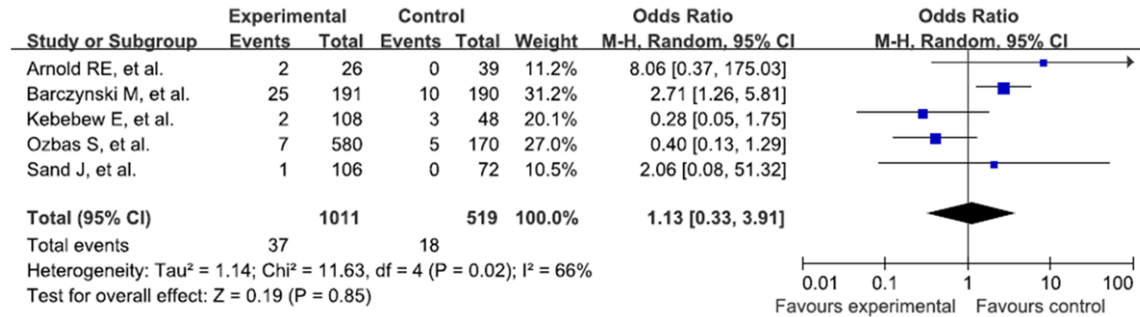 Experimental Control Odds Ratio Odds Ratio
Study or Subgroup Events Total Events Total Weight M-H, Random, 95% CI M-H, Random, 95% CI
Arnold RE, et al. 2 26 0 39 11.2% 8.06 [0.37, 175.03]
Barczynski M, et al. 25 191 10 190 31.2% 2.71 [1.26, 5.81]
Kebebew E, et al. 2 108 3 48 20.1% 0.28 [0.05, 1.75]
Ozbas S, et al. 7 580 5 170 27.0% 0.40 [0.13, 1.29]
Sand J, et al. 1 106 0 72 10.5% 2.06 [0.08, 51.32]
Total (95% CI) 1011 519 100.0% 1.13 [0.33, 3.91]
Total events 37 18
Heterogeneity: Tau² = 1.14; Chi² = 11.63, df = 4 (P = 0.02); I² = 66%
Test for overall effect: Z = 0.19 (P = 0.85)
0.01 0.1 1 10 100
Favours experimental Favours control